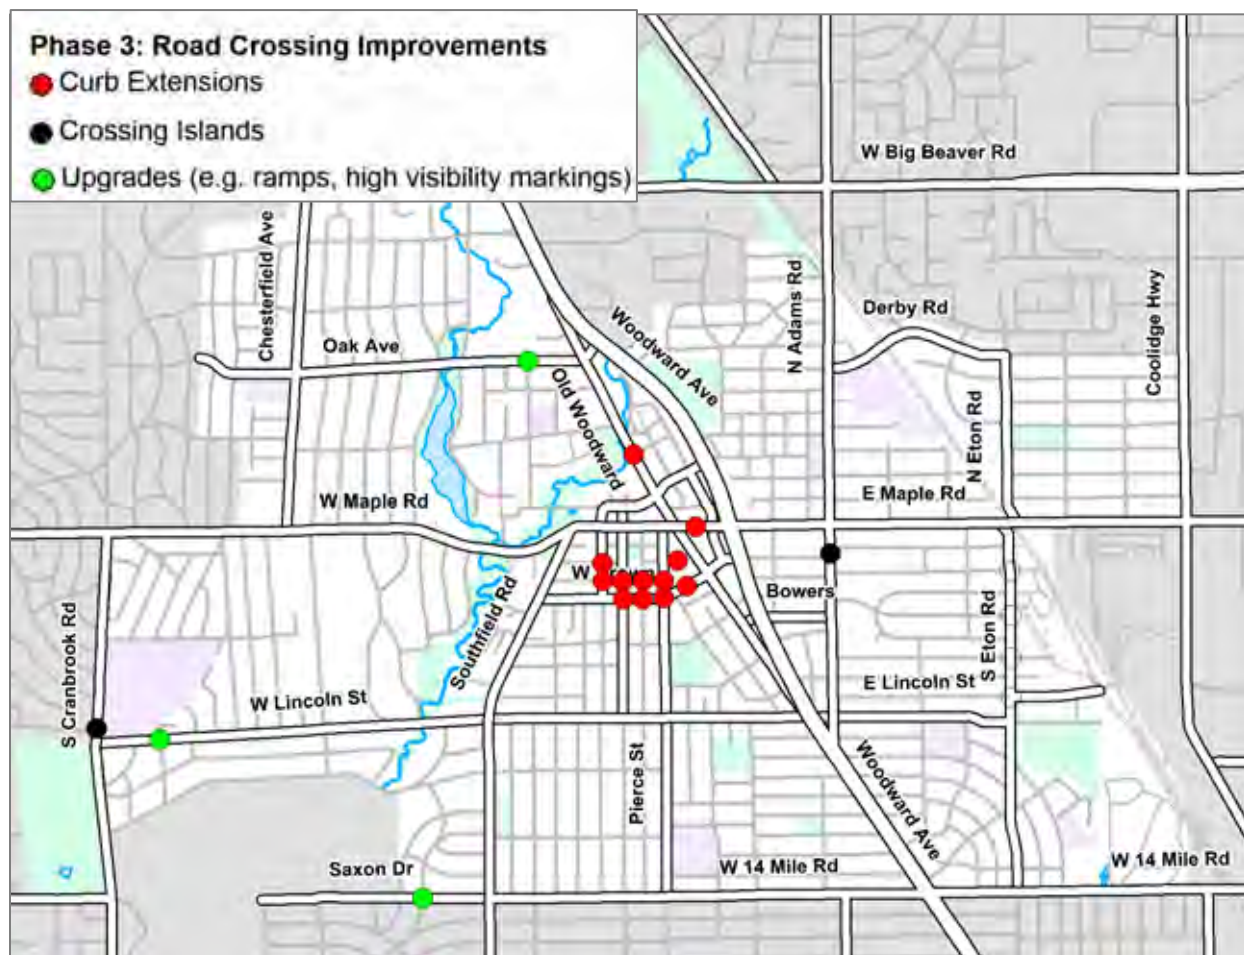 Phase 3: Road Crossing Improvements
Curb Extensions
Crossing Islands
Upgrades (e.g. ramps, high visibility markings)
W Big Beaver Rd
Chesterfield Ave
N Adams Rd
Coolidge Hwy
Derby Rd
Woodward Ave
Oak Ave
Old Woodward
N Eton Rd
W Maple Rd
E Maple Rd
Bowers
Southfield Rd
S Cranbrook Rd
S Eton Rd
E Lincoln St
W Lincoln St
Pierce St
Woodward Ave
W 14 Mile Rd
W 14 Mile Rd
Saxon Dr